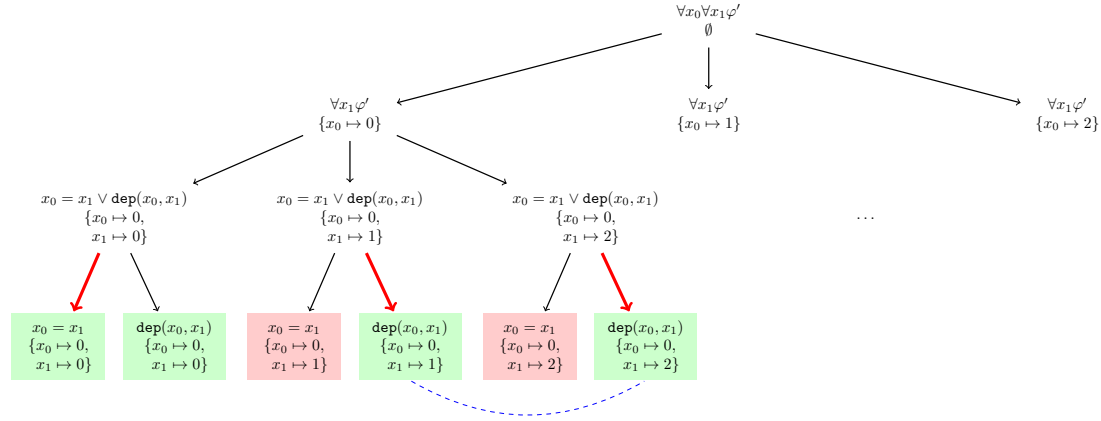 ∀x₀∀x₁φ′
∅
∀x₁φ′
{x₀ ↦ 0}
∀x₁φ′
{x₀ ↦ 1}
∀x₁φ′
{x₀ ↦ 2}
x₀ = x₁ ∨ dep(x₀, x₁)
{x₀ ↦ 0,
x₁ ↦ 0}
x₀ = x₁ ∨ dep(x₀, x₁)
{x₀ ↦ 0,
x₁ ↦ 1}
x₀ = x₁ ∨ dep(x₀, x₁)
{x₀ ↦ 0,
x₁ ↦ 2}
...
x₀ = x₁
{x₀ ↦ 0,
x₁ ↦ 0}
dep(x₀, x₁)
{x₀ ↦ 0,
x₁ ↦ 0}
x₀ = x₁
{x₀ ↦ 0,
x₁ ↦ 1}
dep(x₀, x₁)
{x₀ ↦ 0,
x₁ ↦ 1}
x₀ = x₁
{x₀ ↦ 0,
x₁ ↦ 2}
dep(x₀, x₁)
{x₀ ↦ 0,
x₁ ↦ 2}